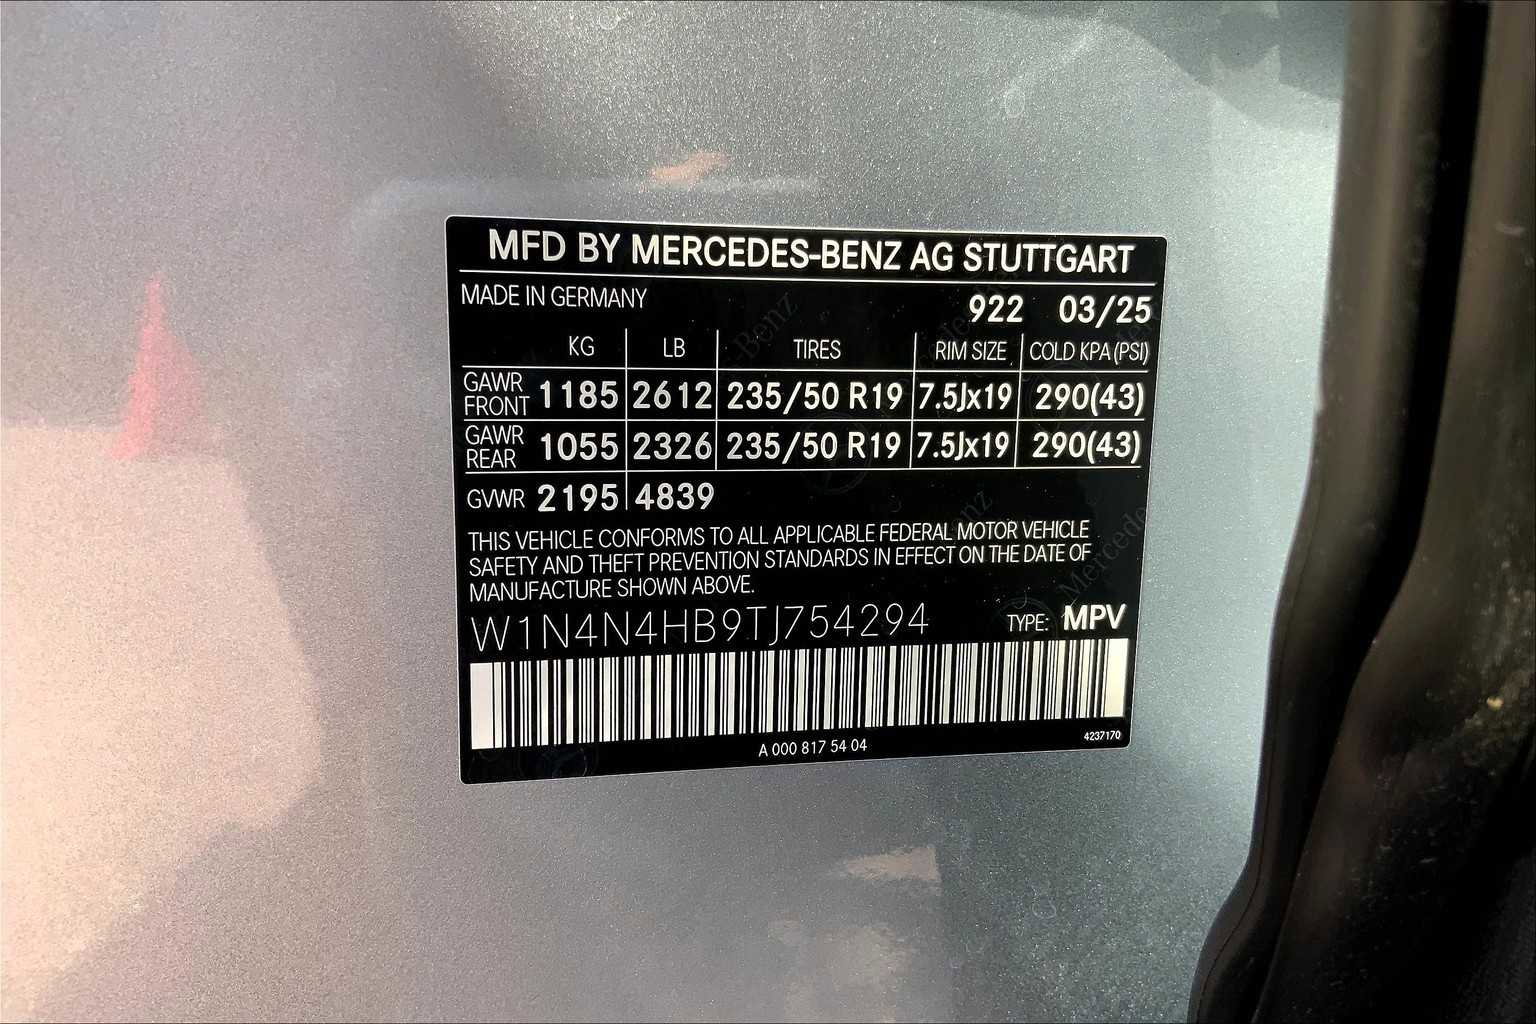 MFD BY MERCEDES-BENZ AG STUTTGART
MADE IN GERMANY 922 03/25
KG LB TIRES RIM SIZE COLD KPA (PSI)
GAWR FRONT 1185 2612 235/50 R19 7.5Jx19 290(43)
GAWR REAR 1055 2326 235/50 R19 7.5Jx19 290(43)
GVWR 2195 4839
THIS VEHICLE CONFORMS TO ALL APPLICABLE FEDERAL MOTOR VEHICLE
SAFETY AND THEFT PREVENTION STANDARDS IN EFFECT ON THE DATE OF
MANUFACTURE SHOWN ABOVE.
W1N4N4HB9TJ754294 TYPE: MPV
A 000 817 54 04 4237170